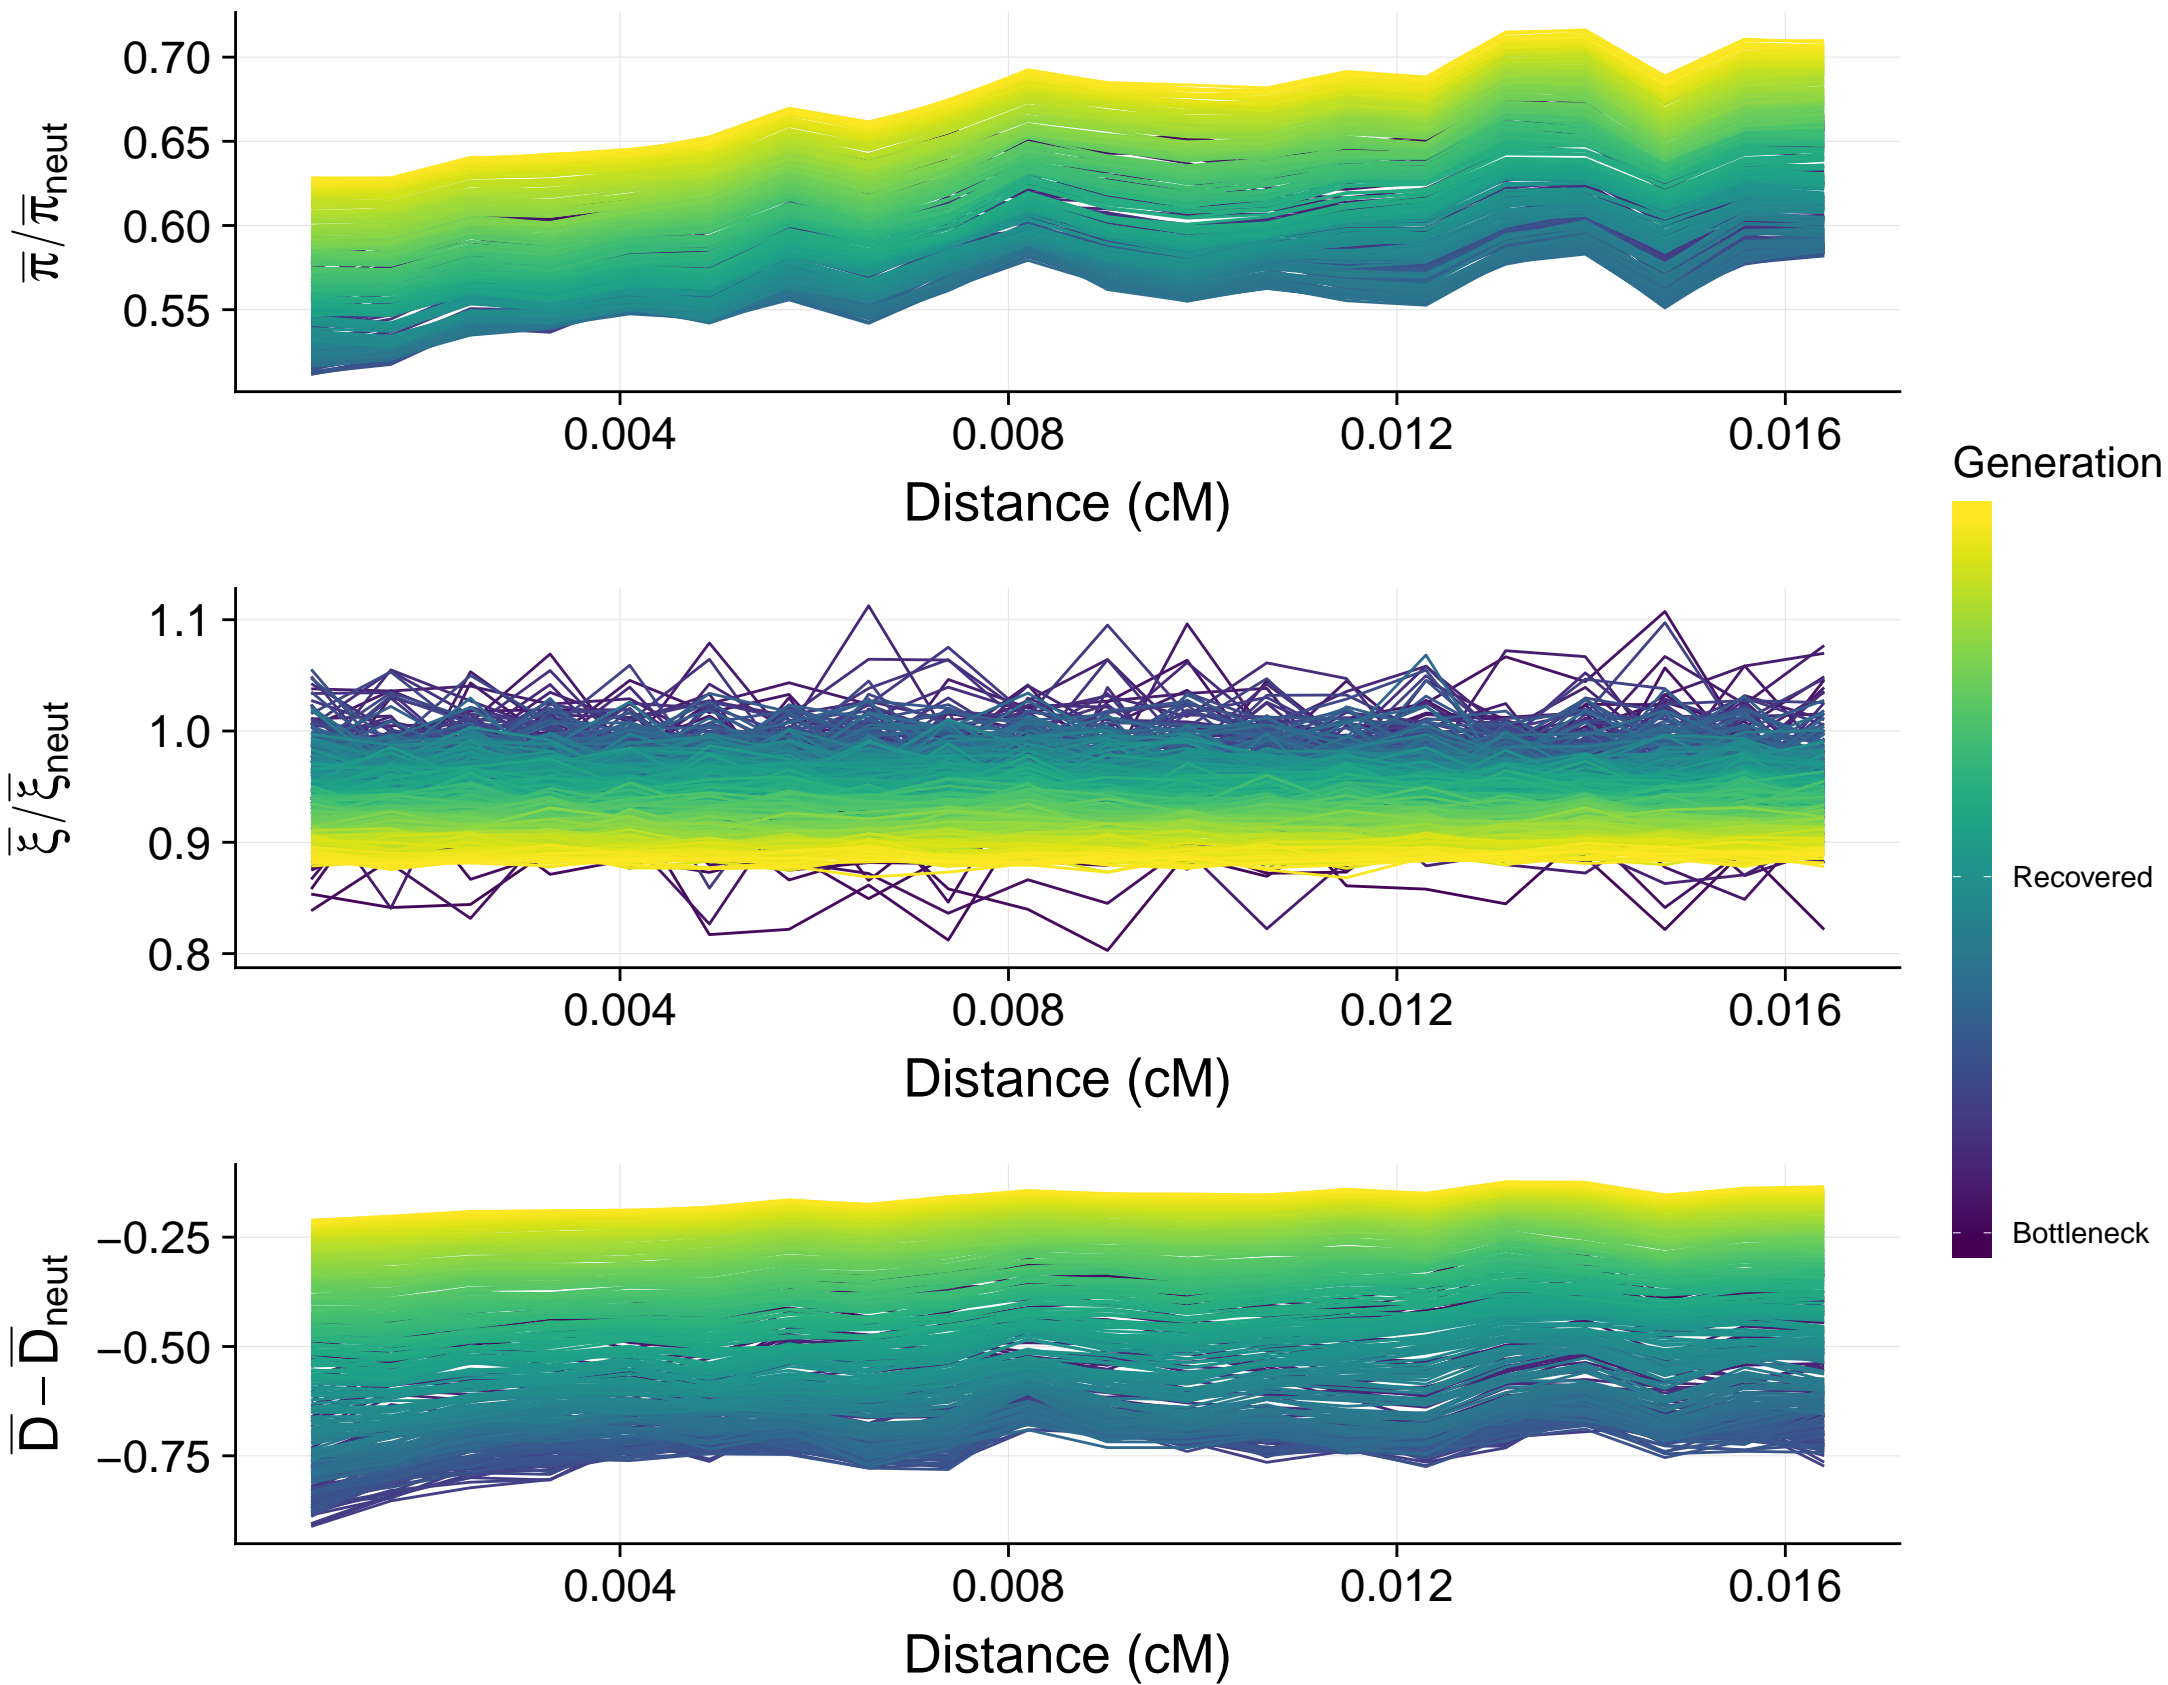 π̅/π̅neut
0.70
0.65
0.60
0.55
0.004 0.008 0.012 0.016
Distance (cM)
ξ̅/ξ̅neut
1.1
1.0
0.9
0.8
0.004 0.008 0.012 0.016
Distance (cM)
D̅−D̅neut
−0.25
−0.50
−0.75
0.004 0.008 0.012 0.016
Distance (cM)
Generation
Recovered
Bottleneck